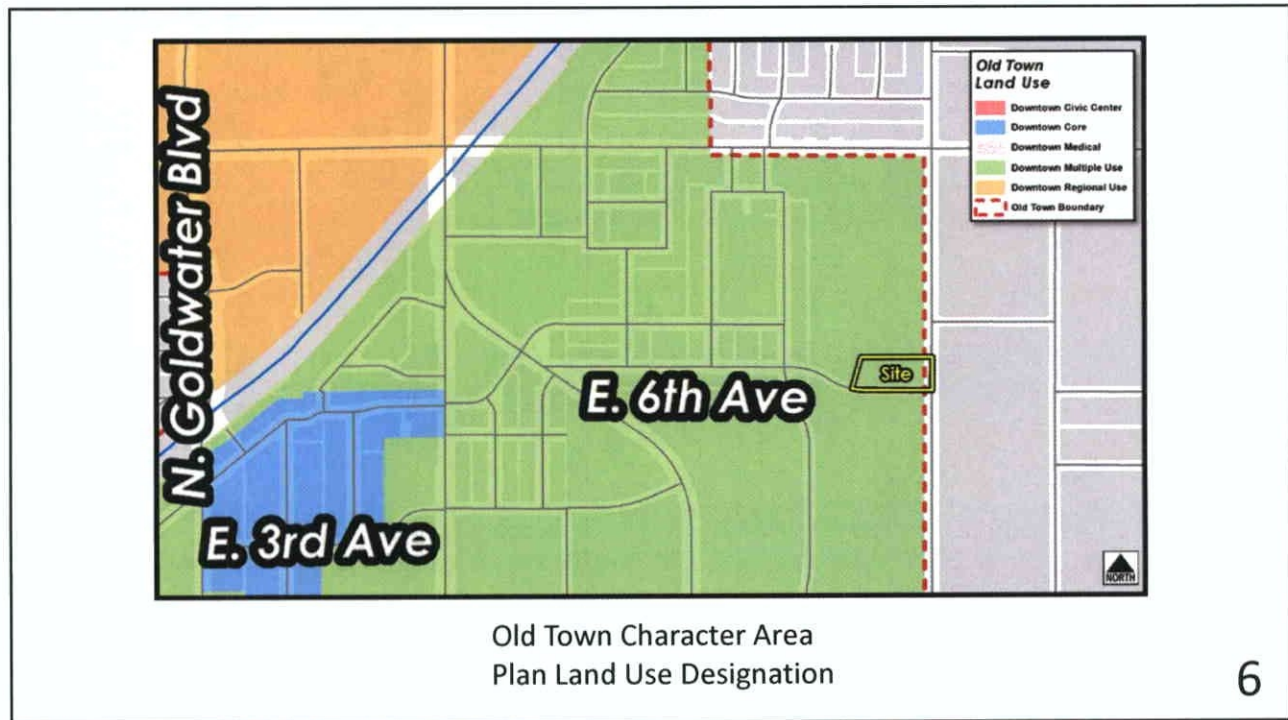 N. Goldwater Blvd
E. 3rd Ave
E. 6th Ave
Site
Old Town
Land Use
Downtown Civic Center
Downtown Core
Downtown Medical
Downtown Multiple Use
Downtown Regional Use
Old Town Boundary
NORTH
Old Town Character Area
Plan Land Use Designation
6